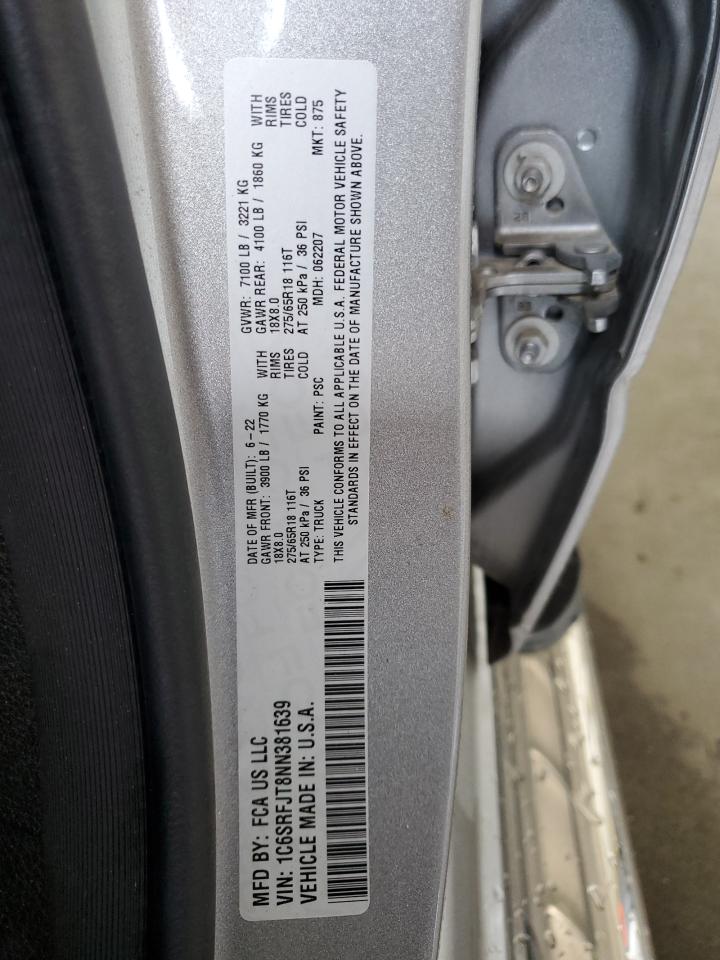 MFD BY: FCA US LLC
VIN: 1C6SRFJT8NN381639
VEHICLE MADE IN: U.S.A.
DATE OF MFR (BUILT): 6-22 GVWR: 7100 LB / 3221 KG
GAWR FRONT: 3900 LB / 1770 KG WITH GAWR REAR: 4100 LB / 1860 KG WITH
18X8.0 RIMS 18X8.0 RIMS
275/65R18 116T TIRES 275/65R18 116T TIRES
AT 250 kPa / 36 PSI COLD AT 250 kPa / 36 PSI COLD
TYPE: TRUCK PAINT: PSC MDH: 062207 MKT: 875
THIS VEHICLE CONFORMS TO ALL APPLICABLE U.S.A. FEDERAL MOTOR VEHICLE SAFETY
STANDARDS IN EFFECT ON THE DATE OF MANUFACTURE SHOWN ABOVE.